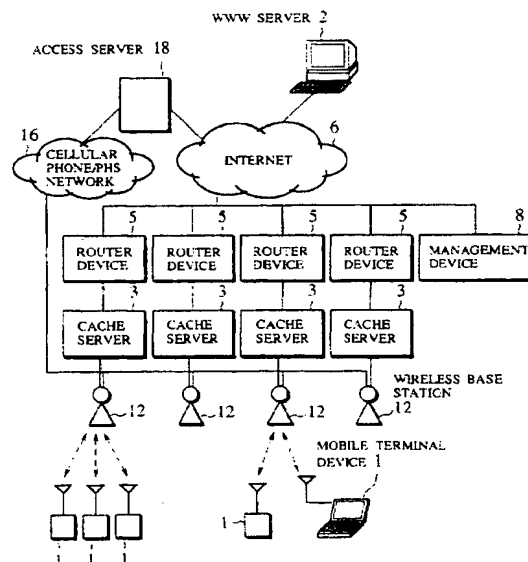 WWW SERVER 2
ACCESS SERVER 18
16
CELLULAR
PHONE/PHS
NETWORK
6
INTERNET
5 5 5 5 8
ROUTER
DEVICE
ROUTER
DEVICE
ROUTER
DEVICE
ROUTER
DEVICE
MANAGEMENT
DEVICE
3 3 3 3
CACHE
SERVER
CACHE
SERVER
CACHE
SERVER
CACHE
SERVER
WIRELESS BASE
STATION
12 12 12 12
MOBILE TERMINAL
DEVICE 1
1
1 1 1